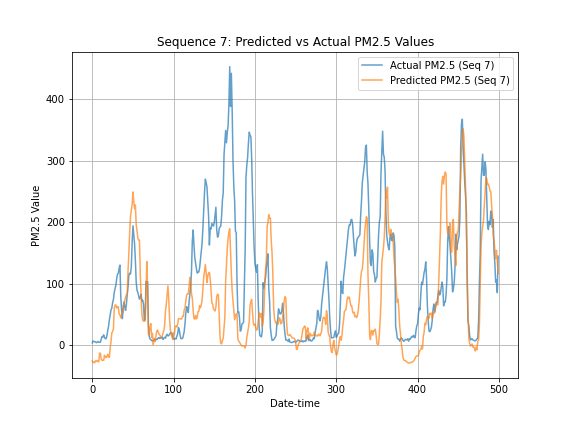 Sequence 7: Predicted vs Actual PM2.5 Values
Actual PM2.5 (Seq 7)
Predicted PM2.5 (Seq 7)
PM2.5 Value
400
300
200
100
0
0 100 200 300 400 500
Date-time